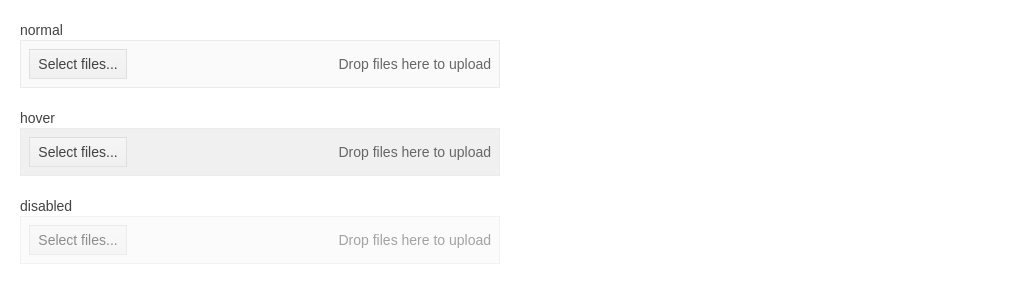 normal
Select files... Drop files here to upload
hover
Select files... Drop files here to upload
disabled
Select files... Drop files here to upload